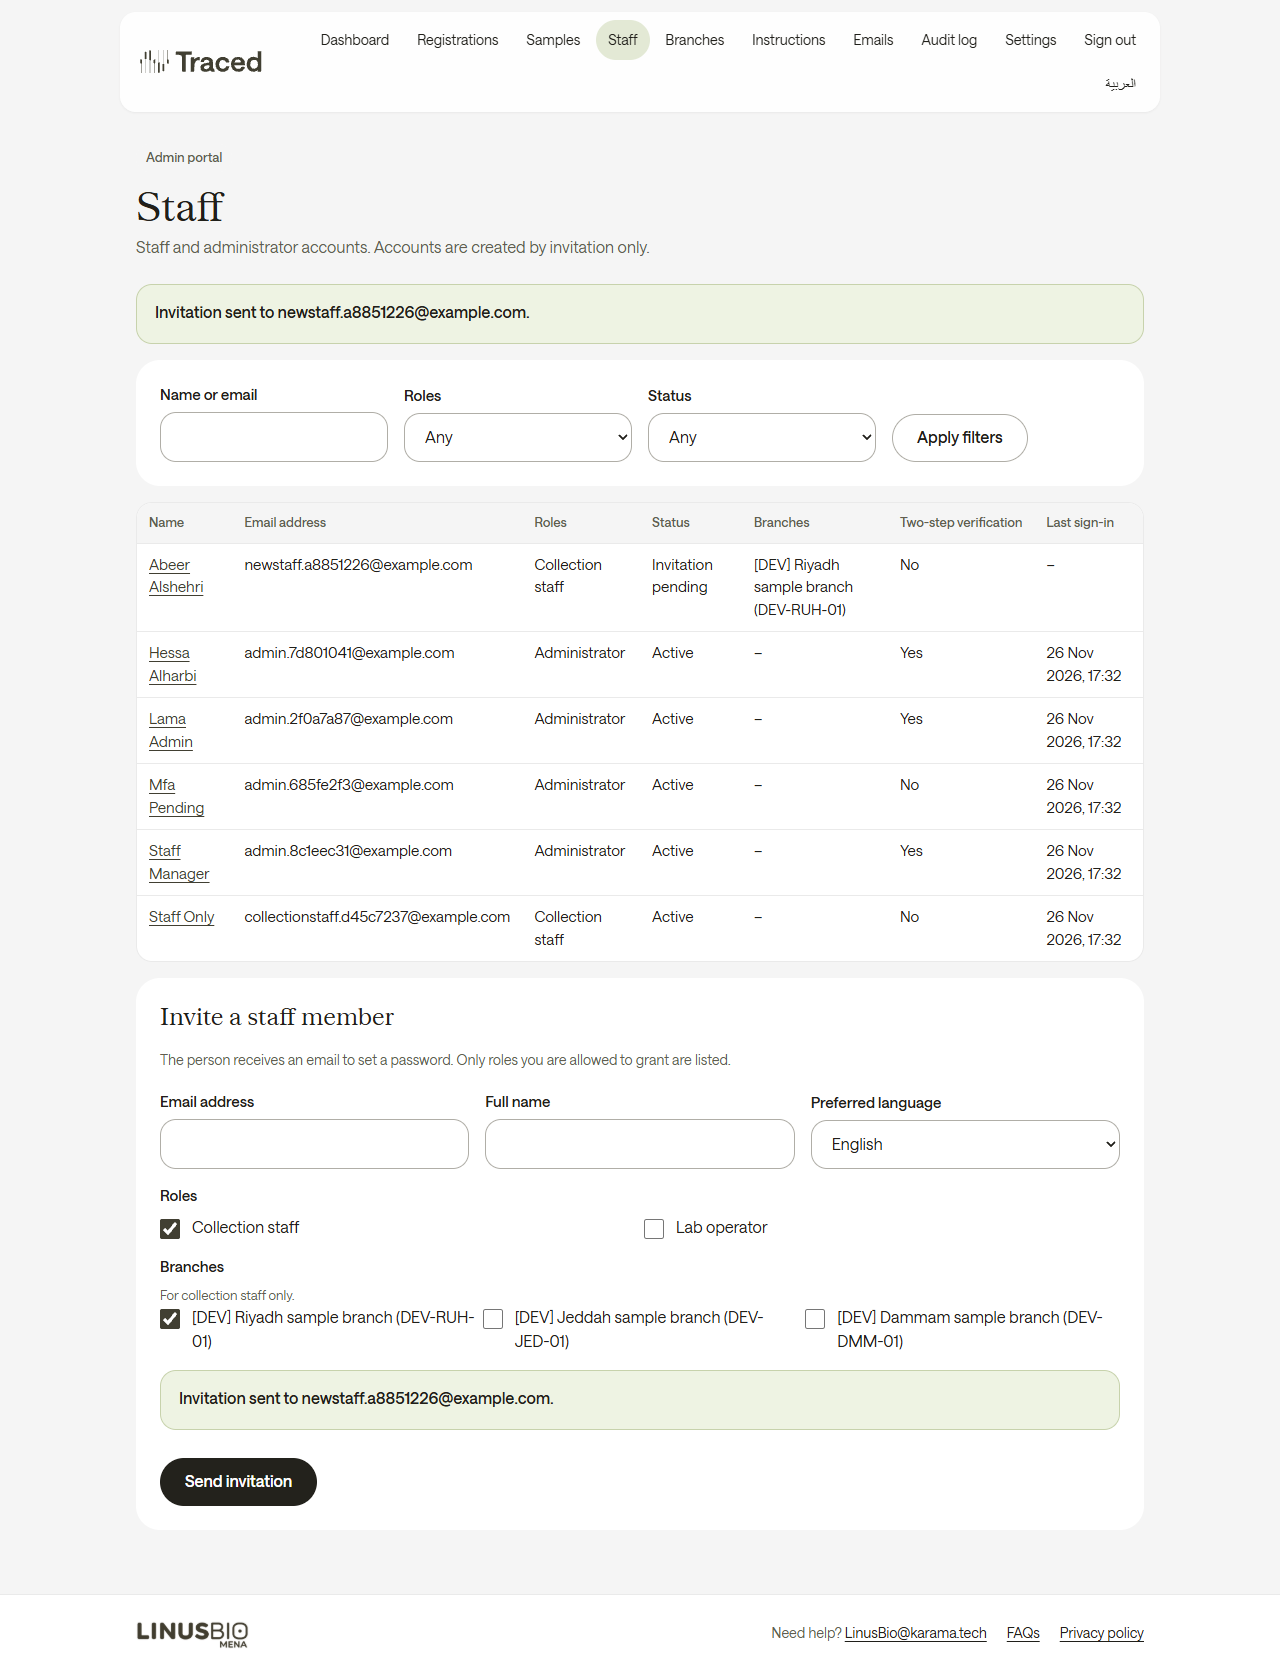 Traced
Dashboard Registrations Samples Staff Branches Instructions Emails Audit log Settings Sign out
العربية
Admin portal
Staff
Staff and administrator accounts. Accounts are created by invitation only.
Invitation sent to newstaff.a8851226@example.com.
Name or email Roles Status
Any Any Apply filters
Name Email address Roles Status Branches Two-step verification Last sign-in
Abeer Alshehri newstaff.a8851226@example.com Collection staff Invitation pending [DEV] Riyadh sample branch (DEV-RUH-01) No –
Hessa Alharbi admin.7d801041@example.com Administrator Active – Yes 26 Nov 2026, 17:32
Lama Admin admin.2f0a7a87@example.com Administrator Active – Yes 26 Nov 2026, 17:32
Mfa Pending admin.685fe2f3@example.com Administrator Active – No 26 Nov 2026, 17:32
Staff Manager admin.8c1eec31@example.com Administrator Active – Yes 26 Nov 2026, 17:32
Staff Only collectionstaff.d45c7237@example.com Collection staff Active – No 26 Nov 2026, 17:32
Invite a staff member
The person receives an email to set a password. Only roles you are allowed to grant are listed.
Email address Full name Preferred language
English
Roles
Collection staff Lab operator
Branches
For collection staff only.
[DEV] Riyadh sample branch (DEV-RUH-01) [DEV] Jeddah sample branch (DEV-JED-01) [DEV] Dammam sample branch (DEV-DMM-01)
Invitation sent to newstaff.a8851226@example.com.
Send invitation
LINUSBIO MENA
Need help? LinusBio@karama.tech FAQs Privacy policy